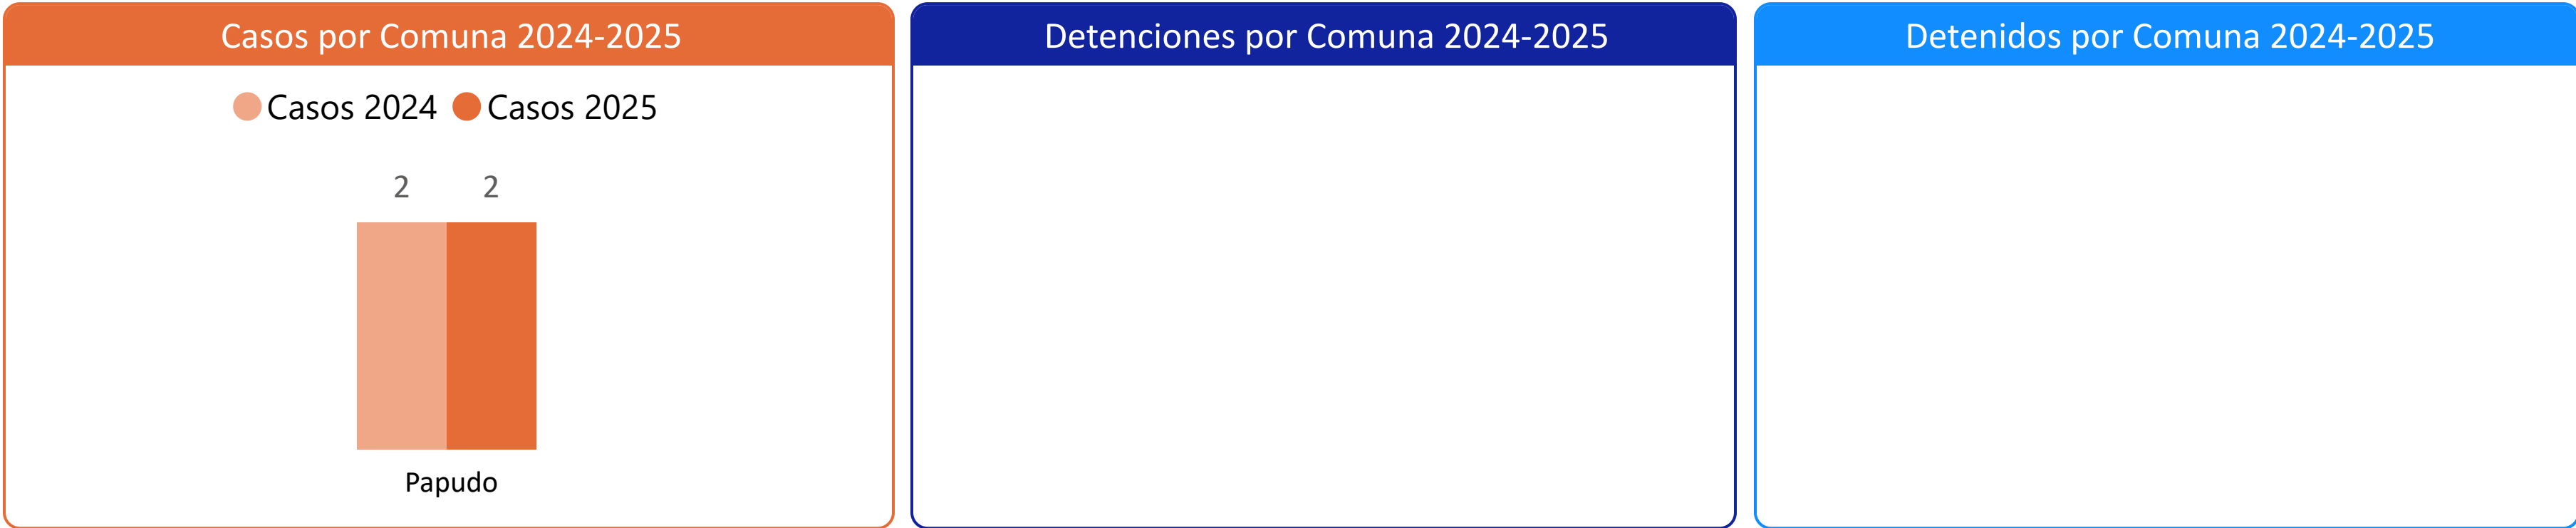 Casos por Comuna 2024-2025
Casos 2024 Casos 2025
2 2
Papudo
Detenciones por Comuna 2024-2025
Detenidos por Comuna 2024-2025